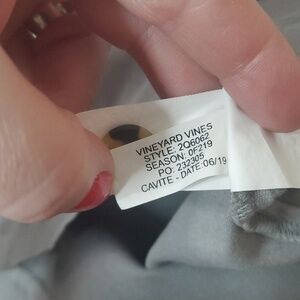 VINEYARD VINES
STYLE: 2Q6062
SEASON: 0F219
PO: 232305
CAVITE - DATE:06/19